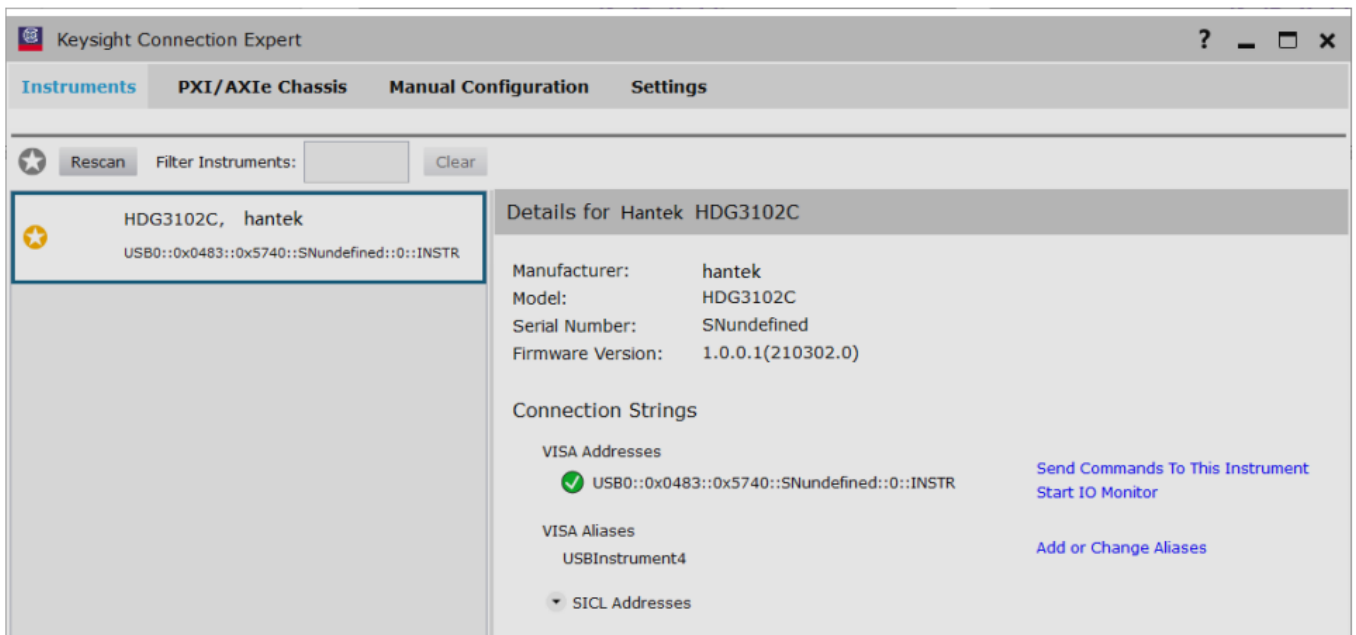 Keysight Connection Expert ?
Instruments PXI/AXIe Chassis Manual Configuration Settings
Rescan Filter Instruments: Clear
HDG3102C, hantek
USB0::0x0483::0x5740::SNundefined::0::INSTR
Details for Hantek HDG3102C
Manufacturer: hantek
Model: HDG3102C
Serial Number: SNundefined
Firmware Version: 1.0.0.1(210302.0)
Connection Strings
VISA Addresses
USB0::0x0483::0x5740::SNundefined::0::INSTR
Send Commands To This Instrument
Start IO Monitor
VISA Aliases
USBInstrument4
Add or Change Aliases
SICL Addresses